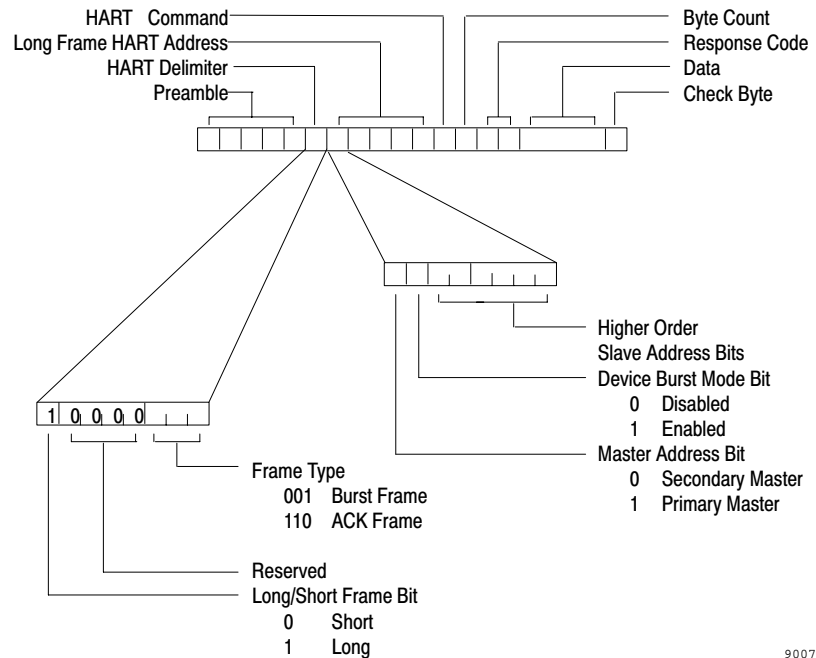 HART Command
Long Frame HART Address
HART Delimiter
Preamble
Byte Count
Response Code
Data
Check Byte
Higher Order
Slave Address Bits
Device Burst Mode Bit
0 Disabled
1 Enabled
Master Address Bit
0 Secondary Master
1 Primary Master
1 0 0 0 0
Frame Type
001 Burst Frame
110 ACK Frame
Reserved
Long/Short Frame Bit
0 Short
1 Long
9007